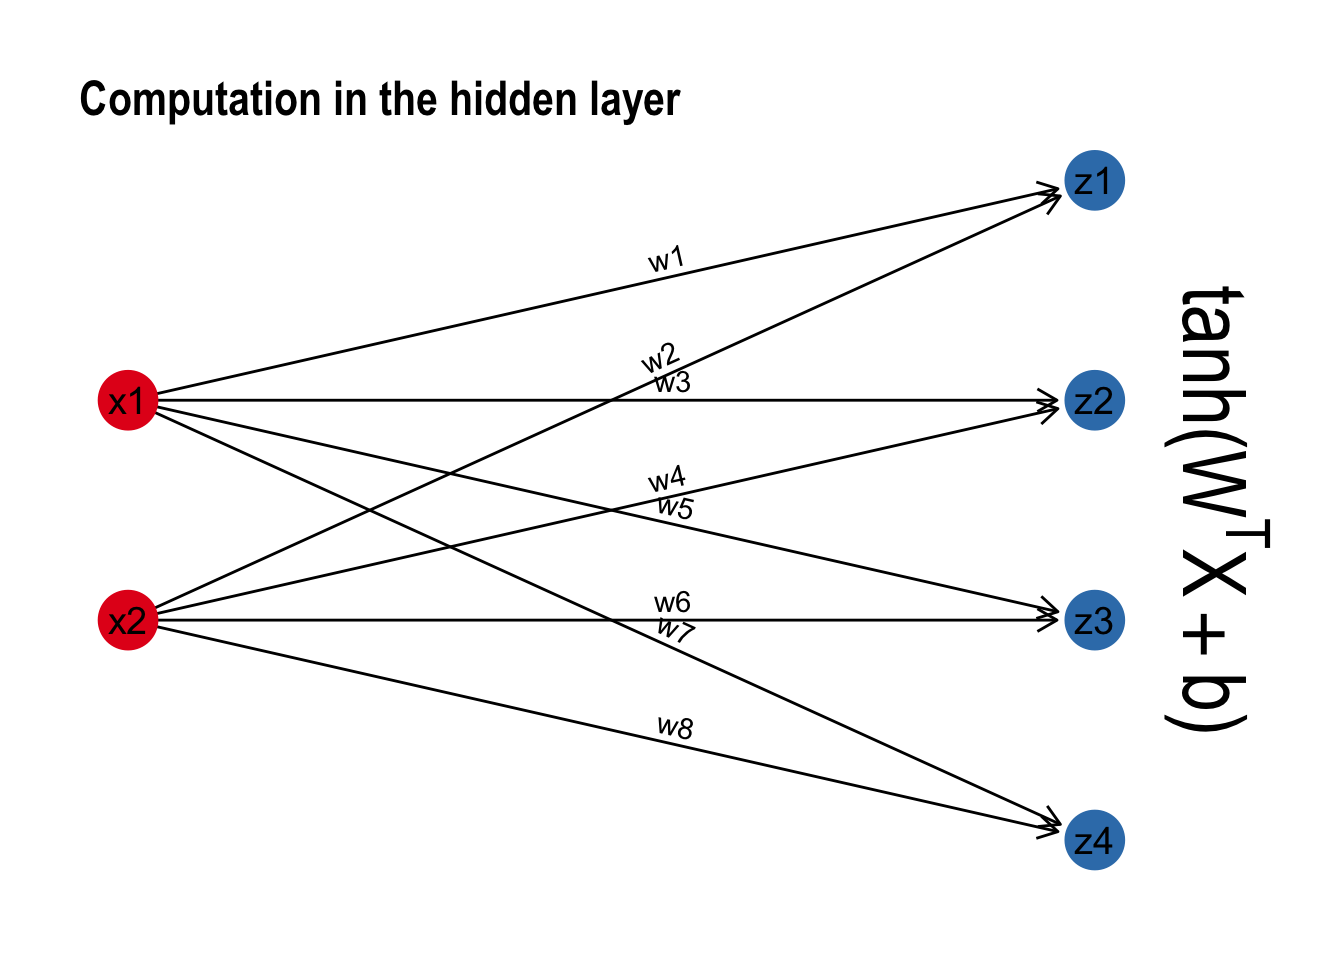 Computation in the hidden layer
z1
w1
w2
w3
x1
z2
w4
w5
x2
w6
w7
z3
w8
z4
tanh(WᵀX + b)